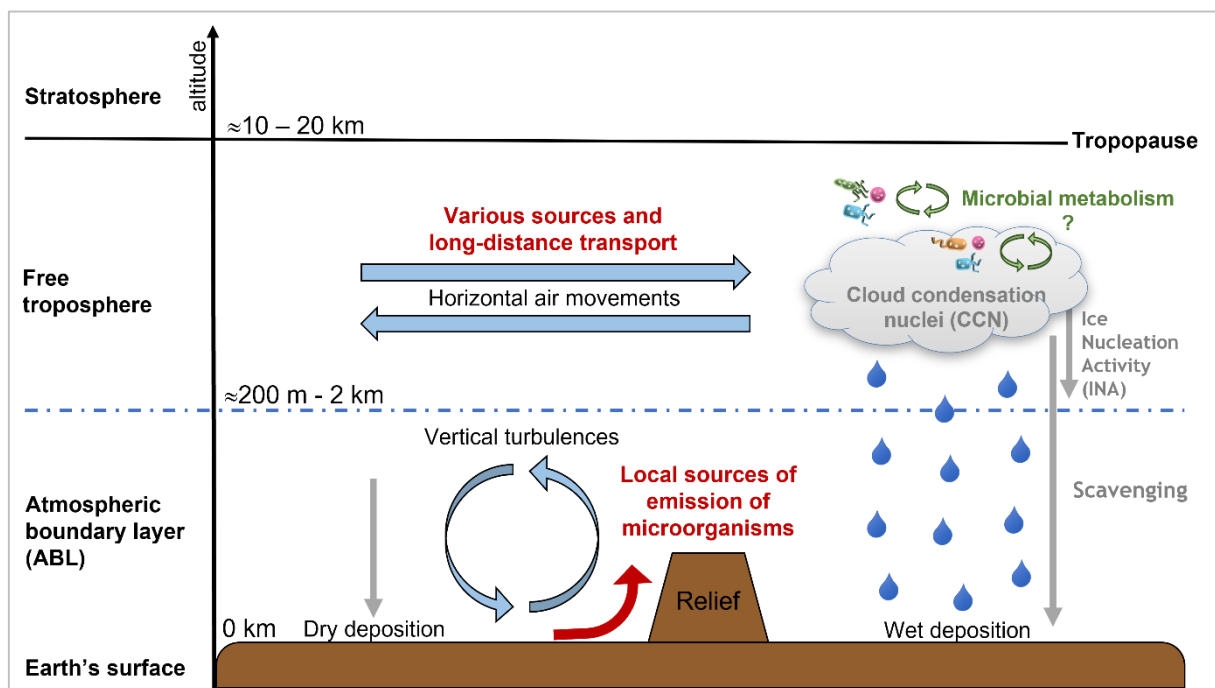 altitude
Stratosphere
≈10 – 20 km
Tropopause
Various sources and
long-distance transport
Microbial metabolism
?
Free
troposphere
Horizontal air movements
Cloud condensation
nuclei (CCN)
Ice
Nucleation
Activity
(INA)
≈200 m - 2 km
Vertical turbulences
Local sources of
emission of
microorganisms
Scavenging
Atmospheric
boundary layer
(ABL)
Relief
0 km
Dry deposition
Wet deposition
Earth’s surface